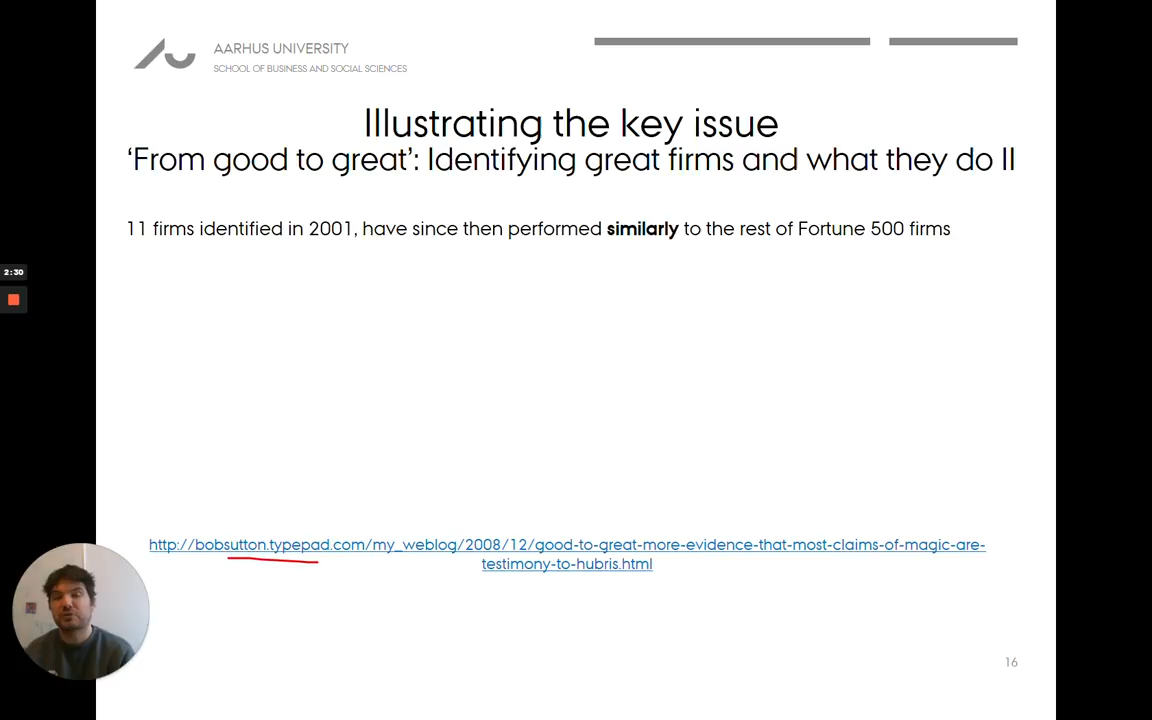 AARHUS UNIVERSITY
SCHOOL OF BUSINESS AND SOCIAL SCIENCES
Illustrating the key issue
‘From good to great’: Identifying great firms and what they do II
11 firms identified in 2001, have since then performed similarly to the rest of Fortune 500 firms
2:30
http://bobsutton.typepad.com/my_weblog/2008/12/good-to-great-more-evidence-that-most-claims-of-magic-are-
testimony-to-hubris.html
16